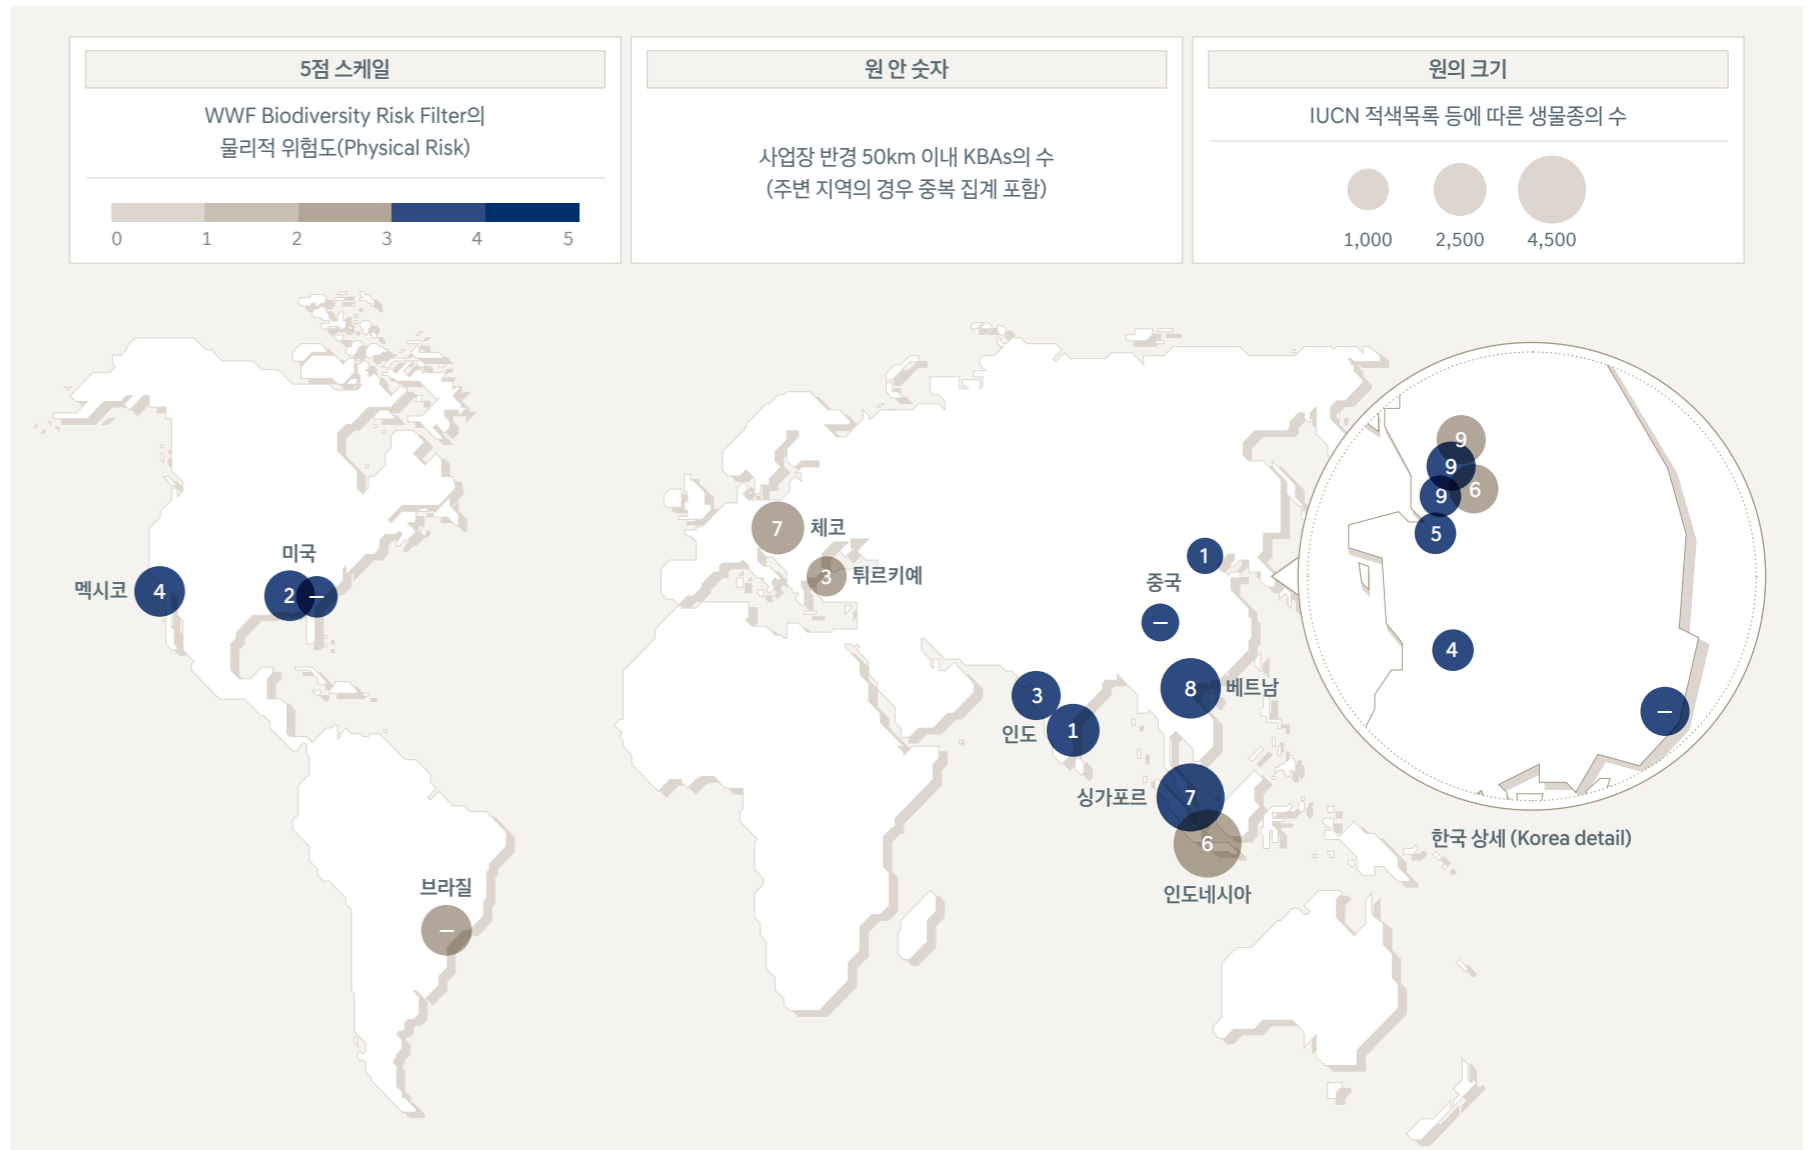 5점 스케일
WWF Biodiversity Risk Filter의
물리적 위험도(Physical Risk)
0 1 2 3 4 5
원 안 숫자
사업장 반경 50km 이내 KBAs의 수
(주변 지역의 경우 중복 집계 포함)
원의 크기
IUCN 적색목록 등에 따른 생물종의 수
1,000 2,500 4,500
멕시코 4
미국
2 –
브라질
–
7 체코
3 튀르키예
1
중국
–
8 베트남
3
인도 1
싱가포르 7
6
인도네시아
9
9
9 6
5
4
–
한국 상세 (Korea detail)